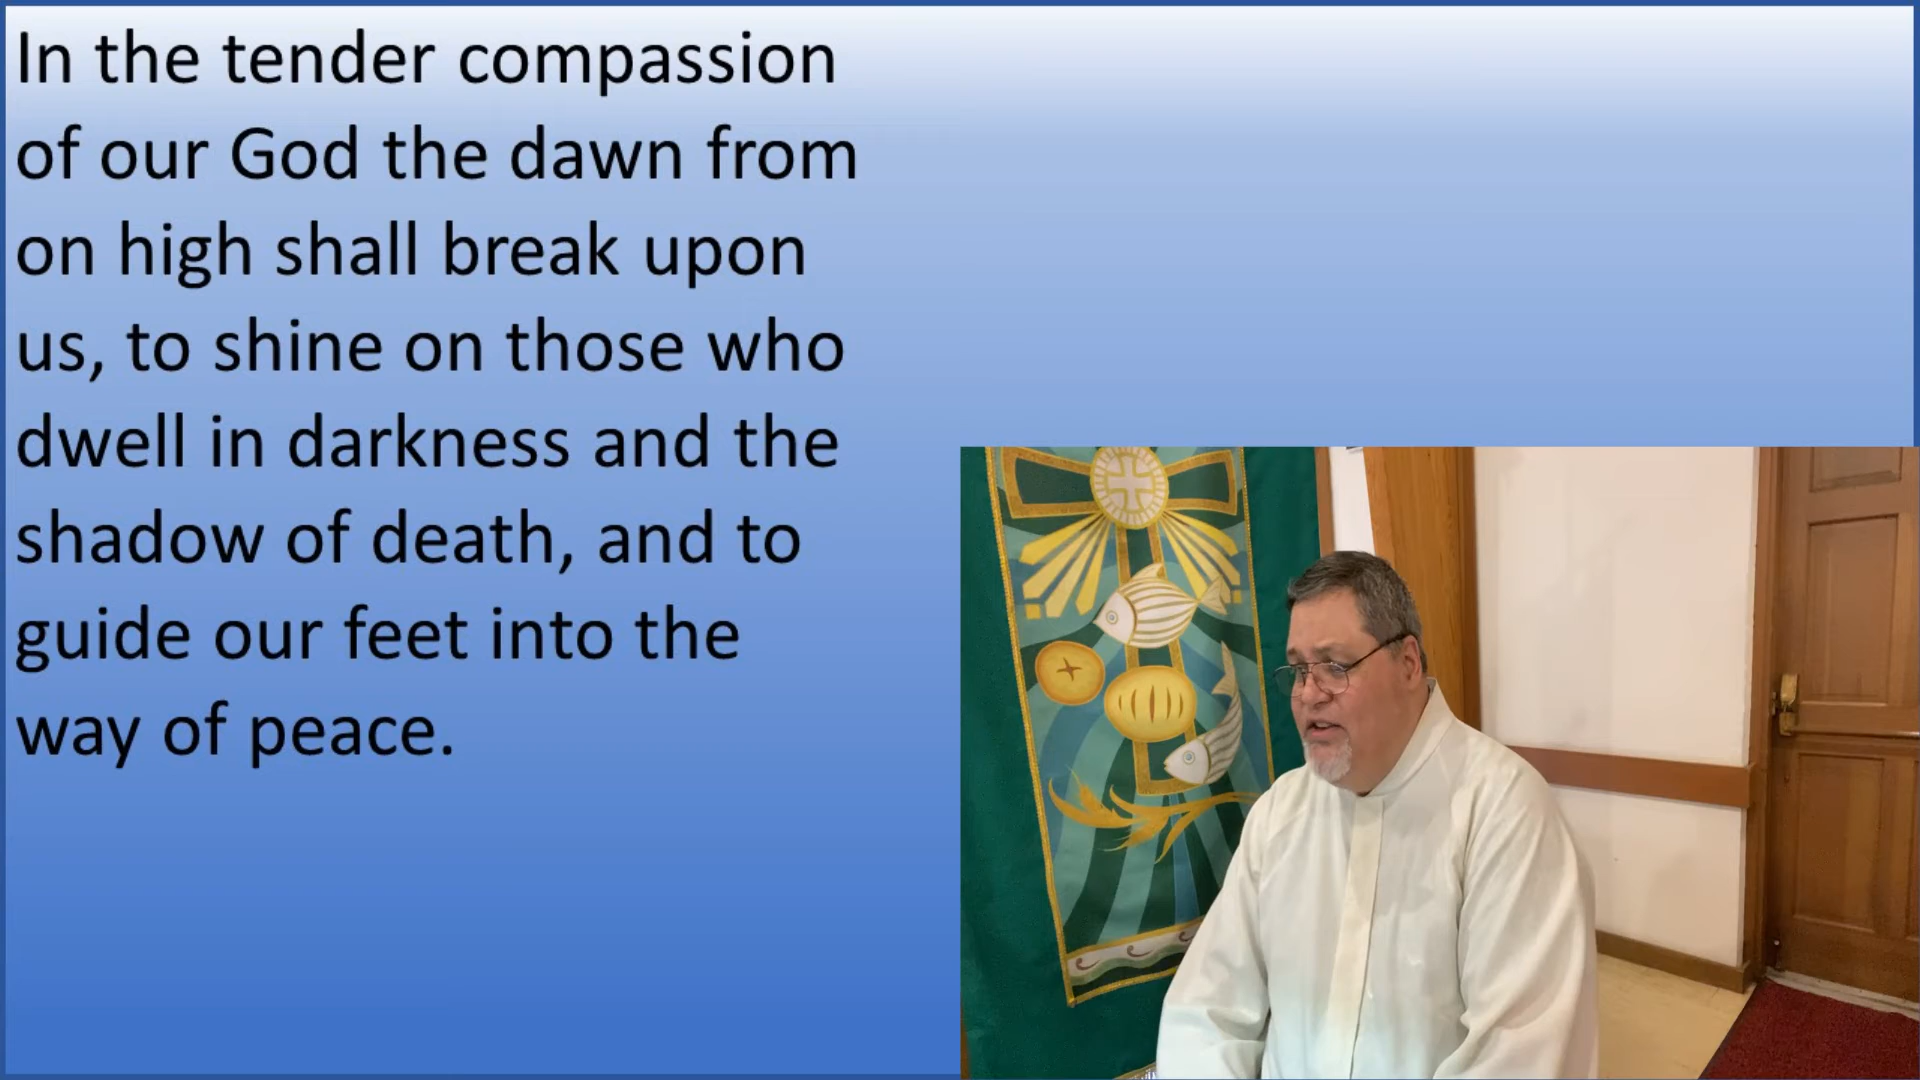 In the tender compassion
of our God the dawn from
on high shall break upon
us, to shine on those who
dwell in darkness and the
shadow of death, and to
guide our feet into the
way of peace.